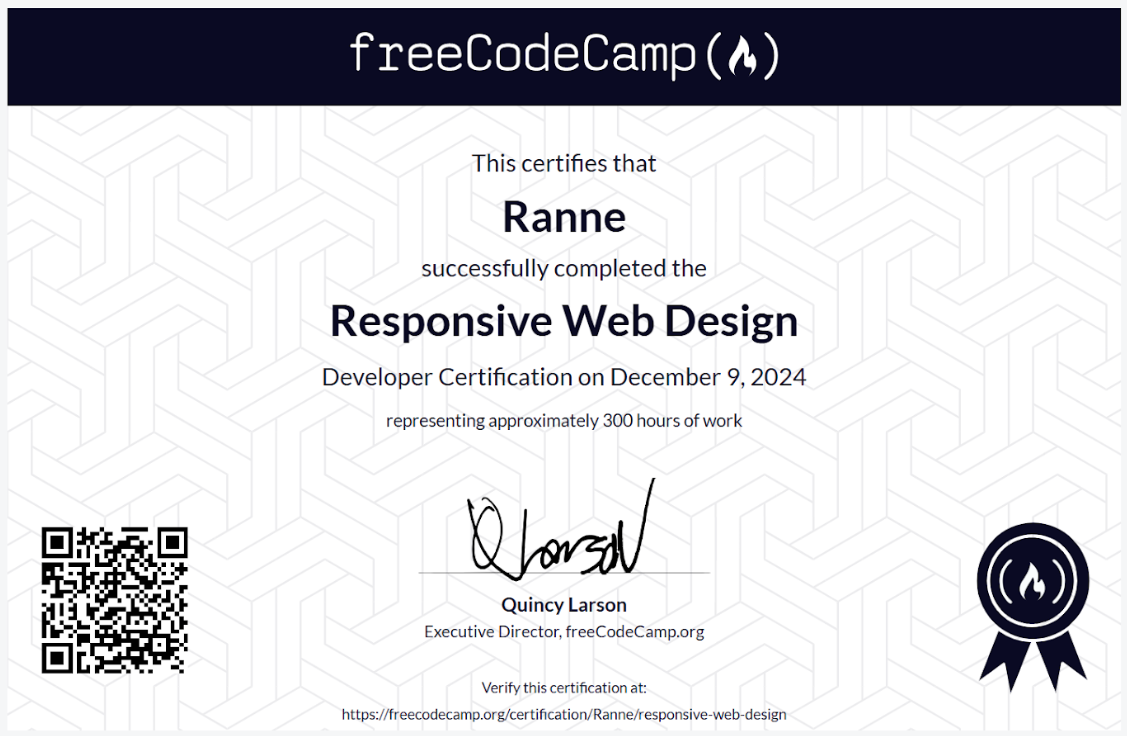 freeCodeCamp
This certifies that
Ranne
successfully completed the
Responsive Web Design
Developer Certification on December 9, 2024
representing approximately 300 hours of work
Q Larson
Quincy Larson
Executive Director, freeCodeCamp.org
Verify this certification at:
https://freecodecamp.org/certification/Ranne/responsive-web-design